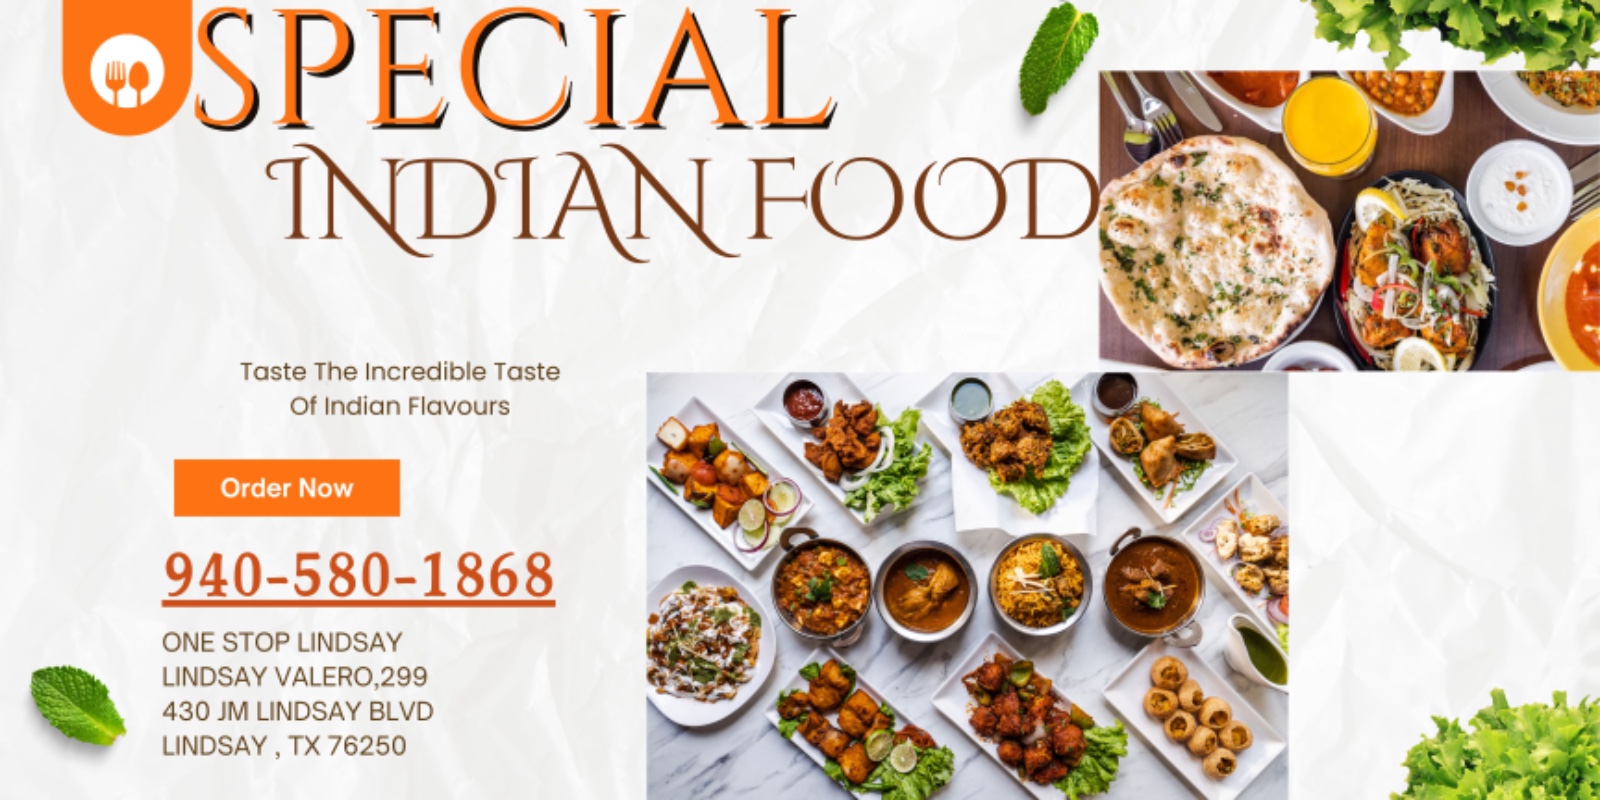 SPECIAL
INDIAN FOOD
Taste The Incredible Taste
Of Indian Flavours
Order Now
940-580-1868
ONE STOP LINDSAY
LINDSAY VALERO,299
430 JM LINDSAY BLVD
LINDSAY , TX 76250